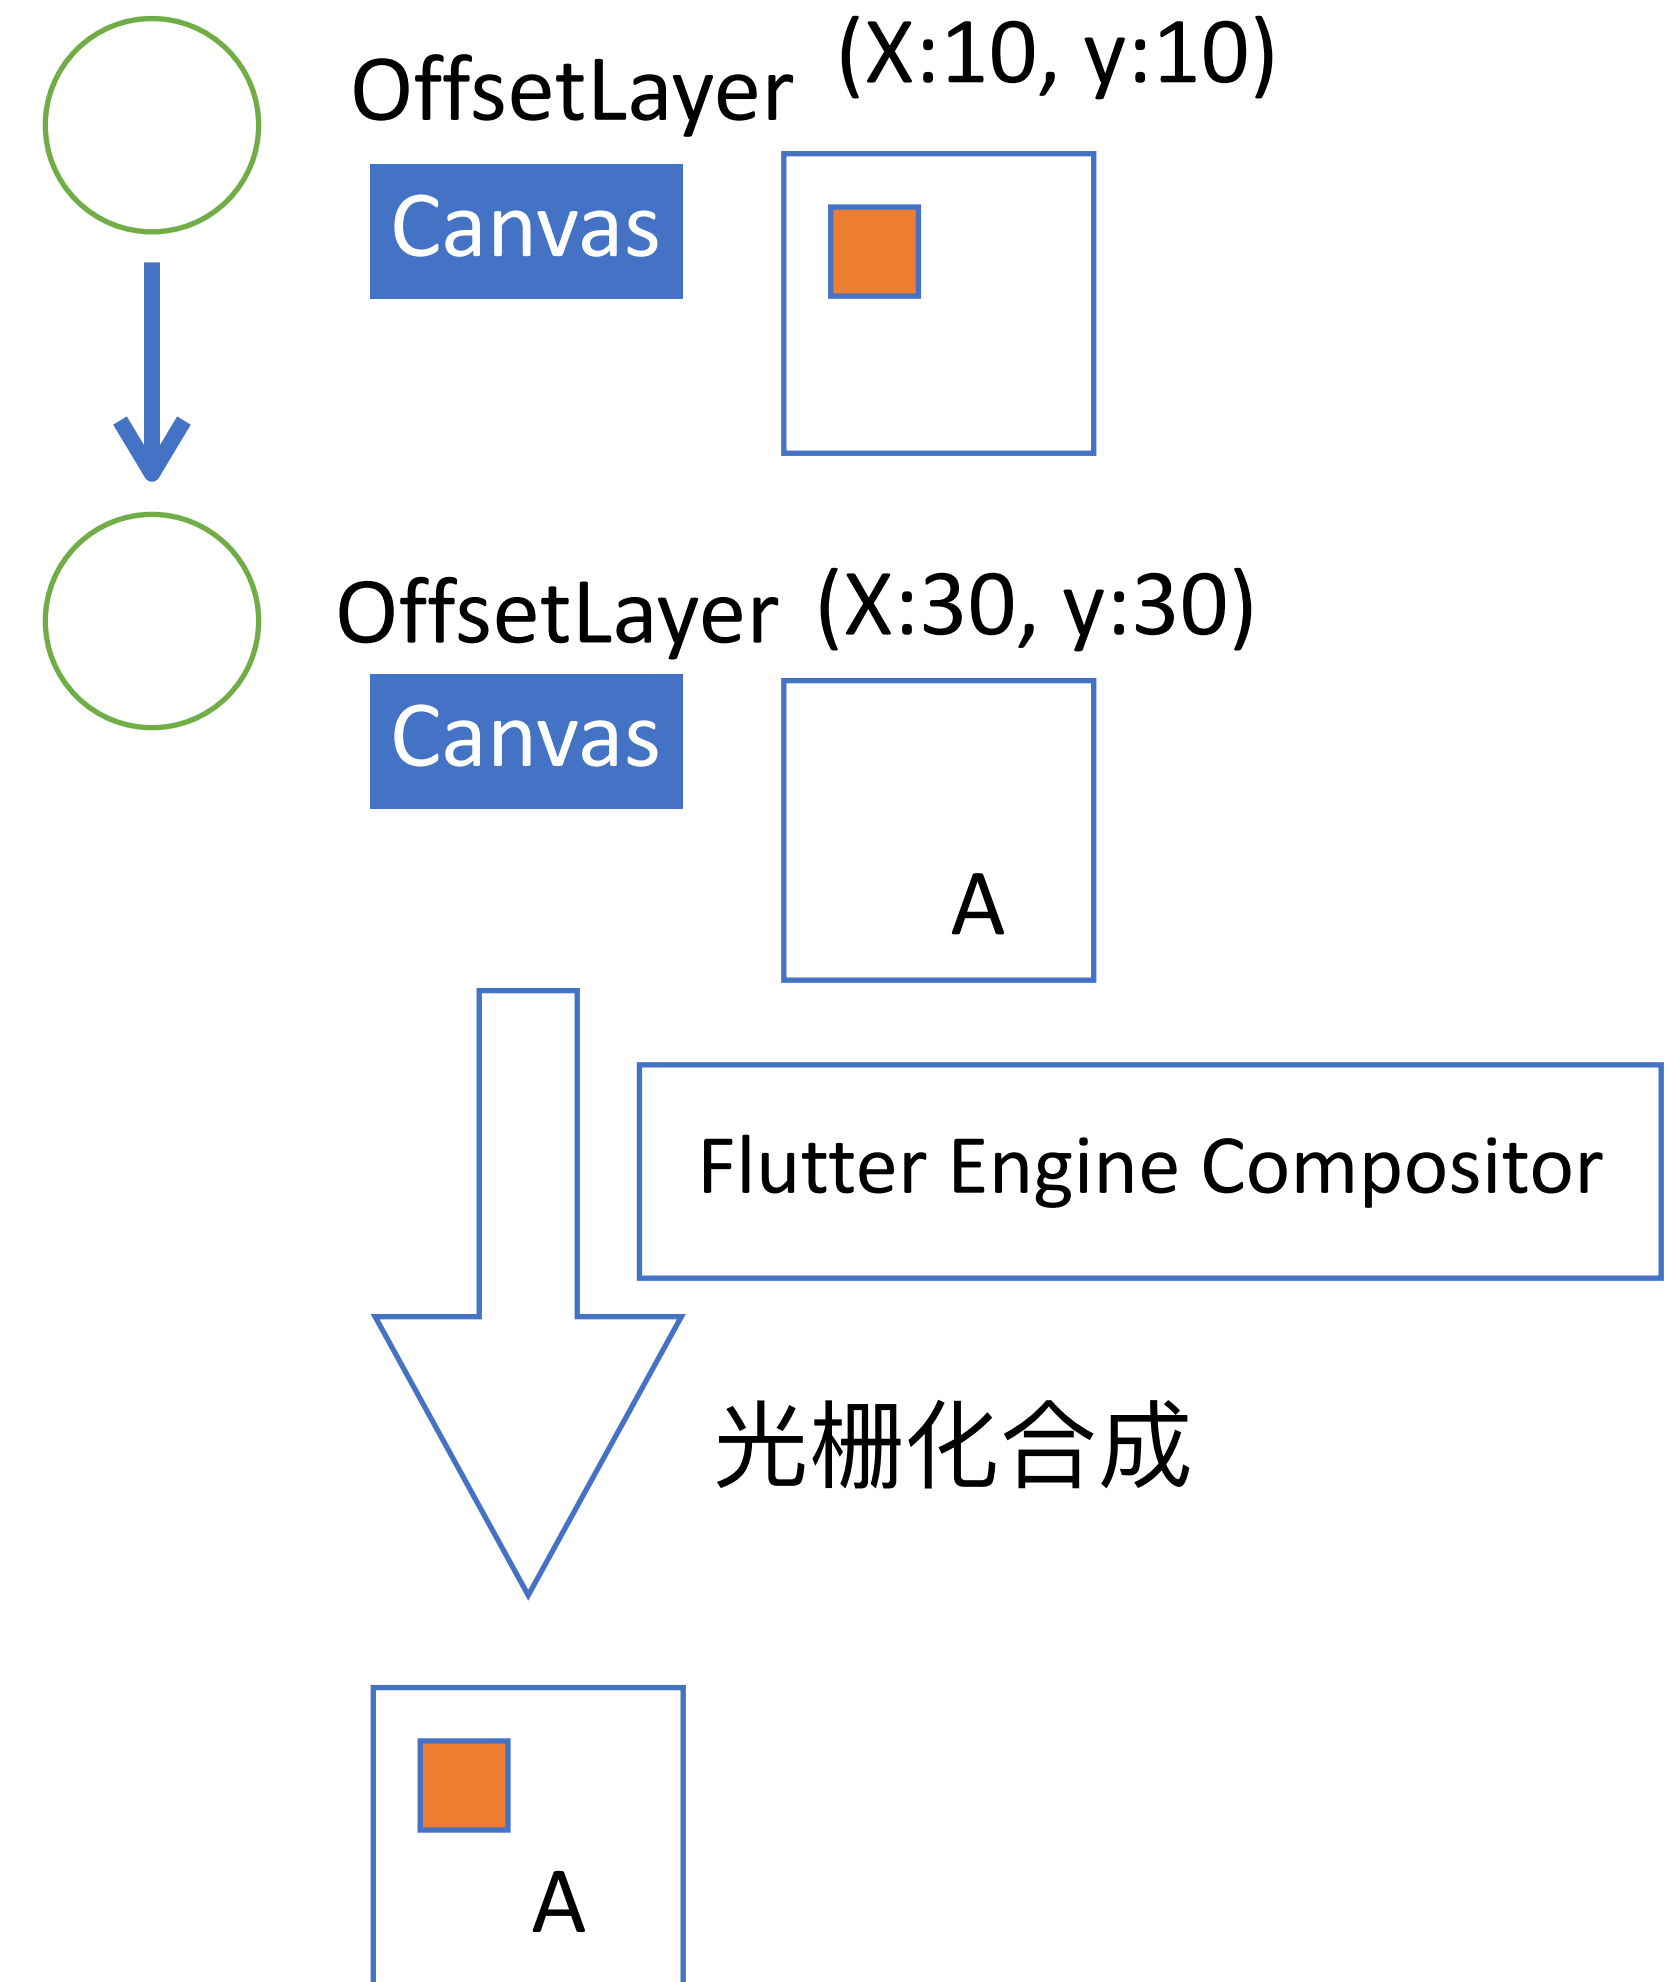 OffsetLayer (X:10, y:10)
Canvas
OffsetLayer (X:30, y:30)
Canvas
A
Flutter Engine Compositor
光栅化合成
A